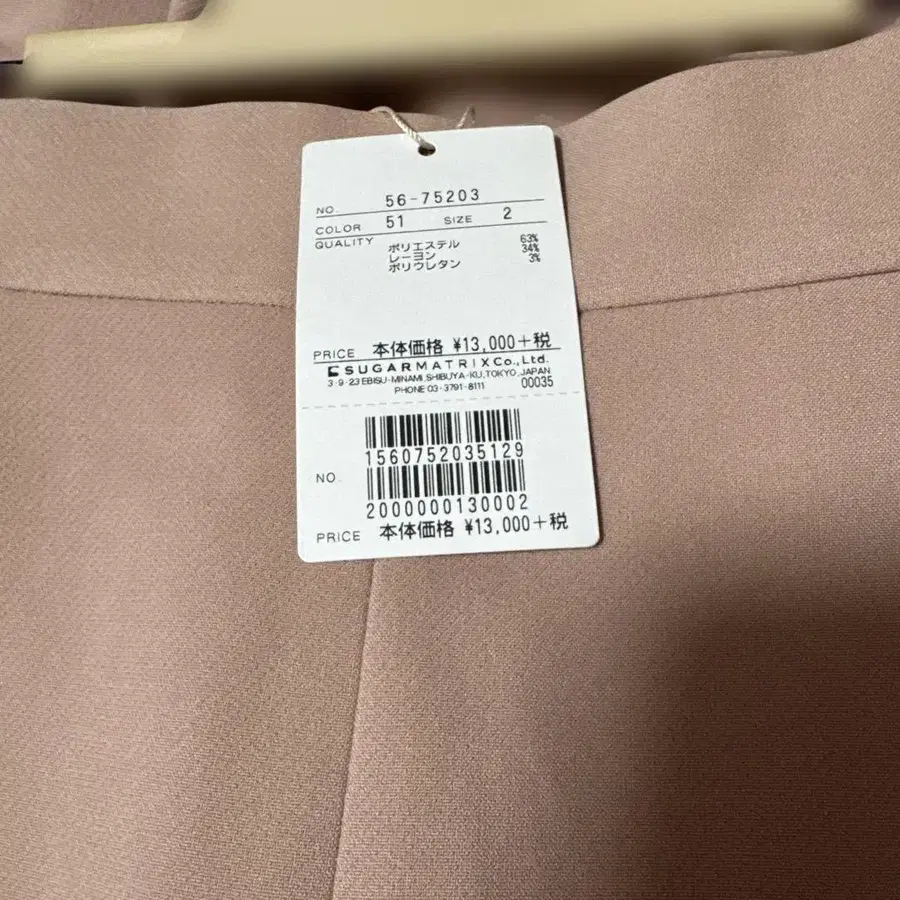 NO. 56-75203
COLOR 51 SIZE 2
QUALITY ポリエステル 63%
レーヨン 34%
ポリウレタン 3%
PRICE 本体価格 ¥13,000+税
SUGARMATRIX Co., Ltd.
3-9-23 EBISU-MINAMI, SHIBUYA-KU, TOKYO, JAPAN
PHONE 03-3791-8111 00035
1560752035129
NO.
2000000130002
PRICE 本体価格 ¥13,000+税